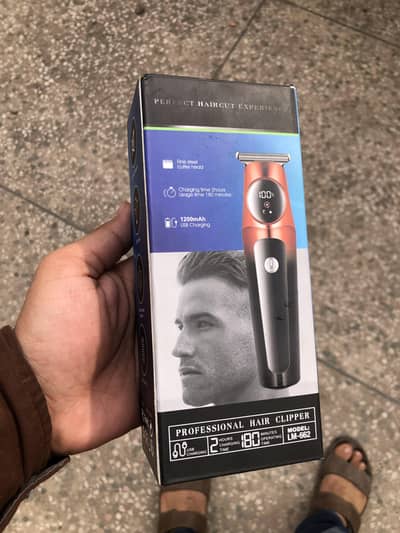 PERFECT HAIRCUT EXPERIENCE
Fine steel
cutter head
Charging time 2hours
Usage time 180 minutes
1200mAh
USB Charging
100
PROFESSIONAL HAIR CLIPPER
USB
CHARGING
2 HOURS
CHARGING
TIME
180 MINUTES
OPERATING
TIME
MODEL:
LM-662